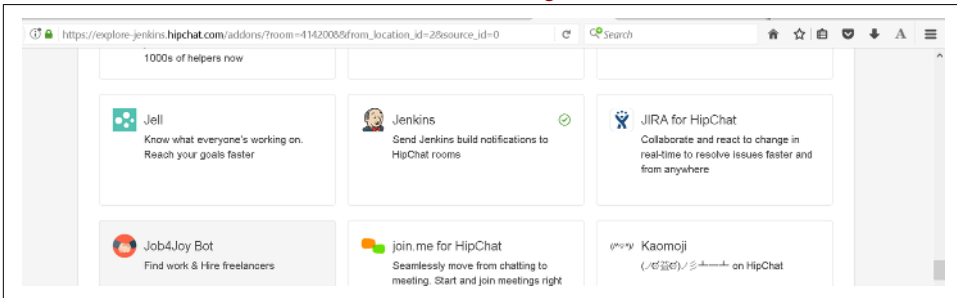 https://explore-jenkins.hipchat.com/addons/?room=4142008&from_location_id=2&source_id=0
Search
1000s of helpers now
Jell
Know what everyone's working on.
Reach your goals faster
Jenkins
Send Jenkins build notifications to
HipChat rooms
JIRA for HipChat
Collaborate and react to change in
real-time to resolve issues faster and
from anywhere
Job4Joy Bot
Find work & Hire freelancers
join.me for HipChat
Seamlessly move from chatting to
meeting. Start and join meetings right
Kaomoji
on HipChat